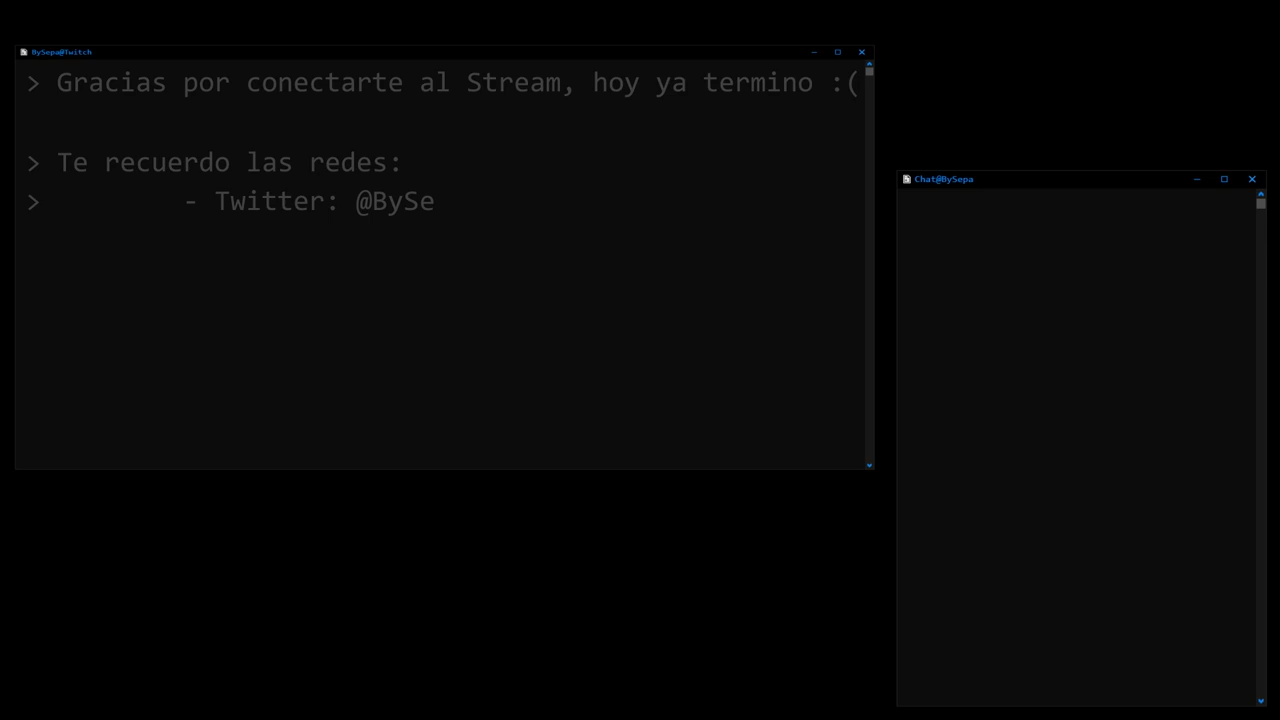 BySepa@Twitch
> Gracias por conectarte al Stream, hoy ya termino :(
> Te recuerdo las redes:
> - Twitter: @BySe
Chat@BySepa